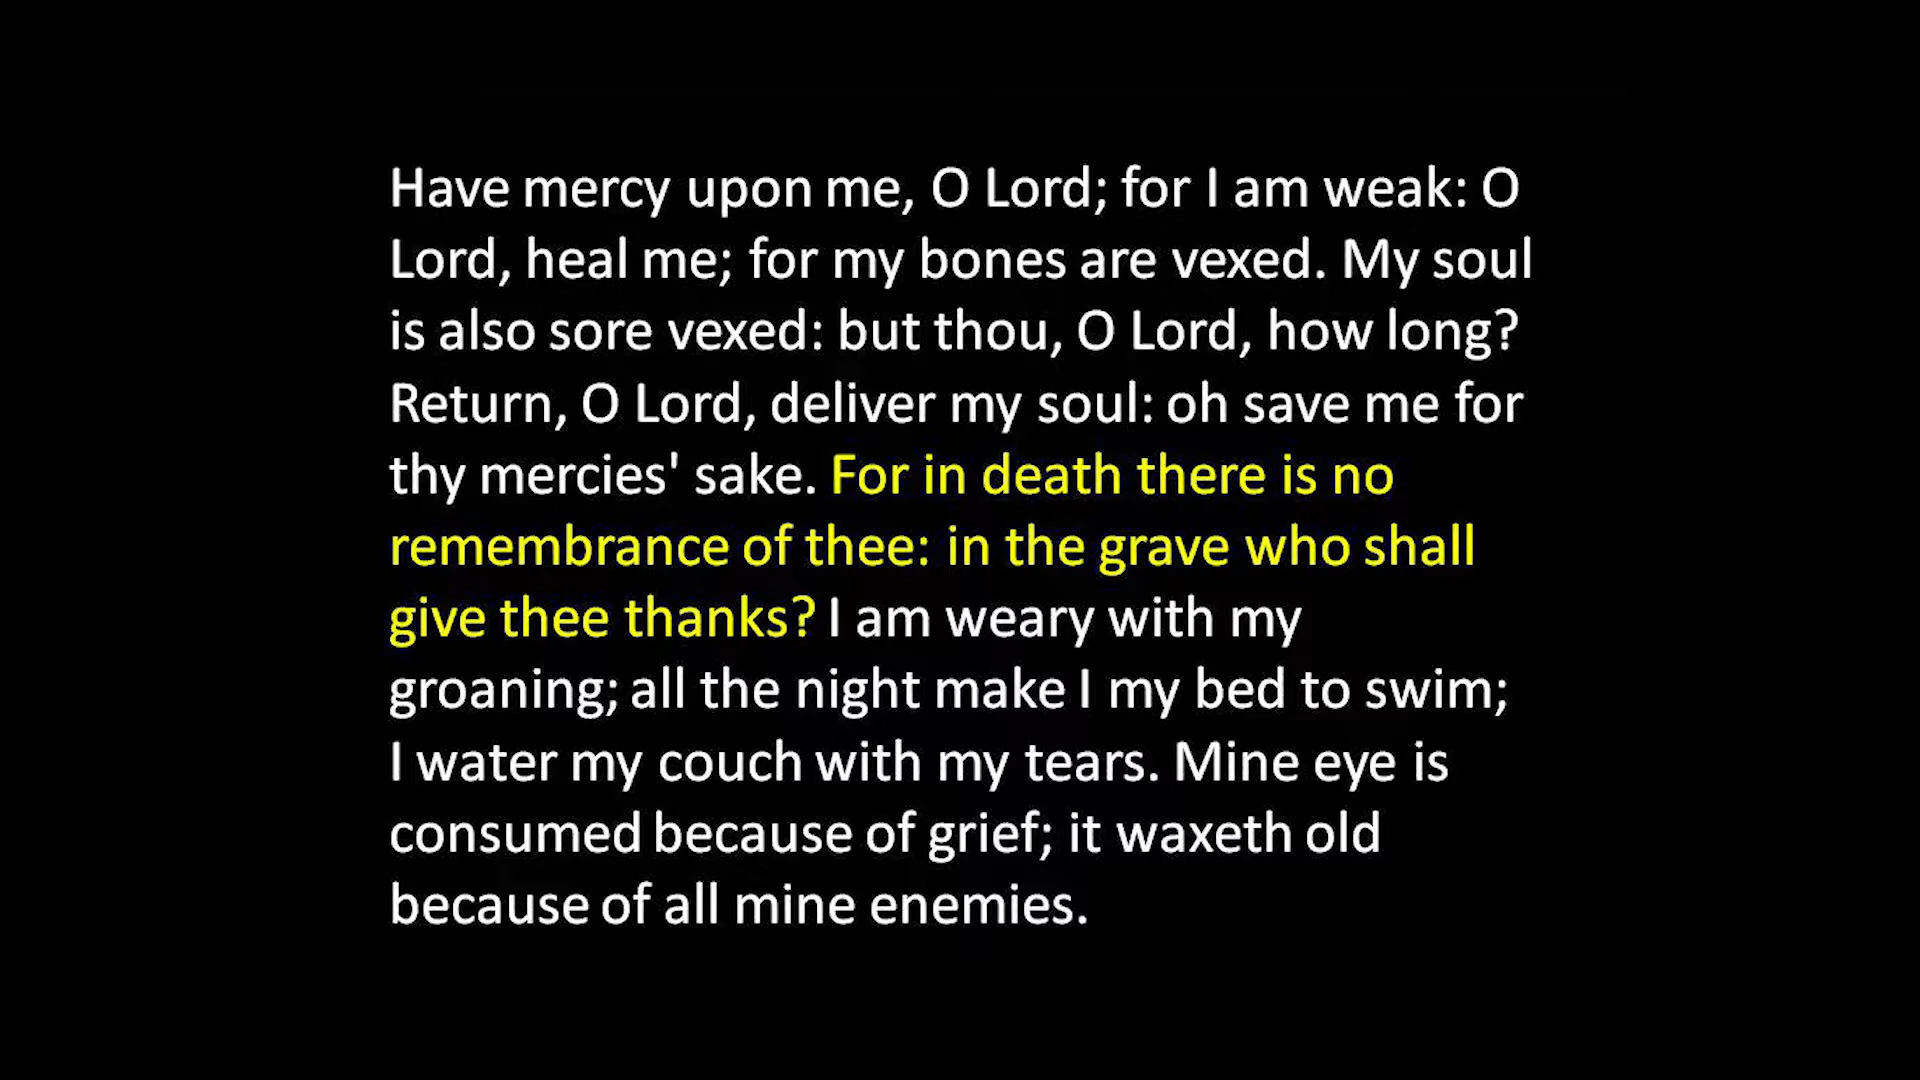 Have mercy upon me, O Lord; for I am weak: O
Lord, heal me; for my bones are vexed. My soul
is also sore vexed: but thou, O Lord, how long?
Return, O Lord, deliver my soul: oh save me for
thy mercies' sake. For in death there is no
remembrance of thee: in the grave who shall
give thee thanks? I am weary with my
groaning; all the night make I my bed to swim;
I water my couch with my tears. Mine eye is
consumed because of grief; it waxeth old
because of all mine enemies.